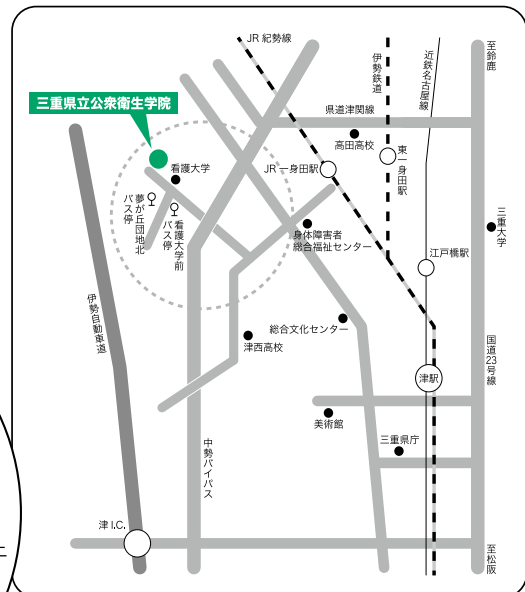 JR 紀勢線
至鈴鹿
伊勢鉄道
近鉄名古屋線
三重県立公衆衛生学院
県道津関線
高田高校
看護大学
JR 一身田駅
東一身田駅
夢が丘団地北
バス停
看護大学前
バス停
身体障害者
総合福祉センター
三重大学
江戸橋駅
伊勢自動車道
総合文化センター
津西高校
国道23号線
津駅
美術館
三重県庁
中勢バイパス
津 I.C.
至松阪